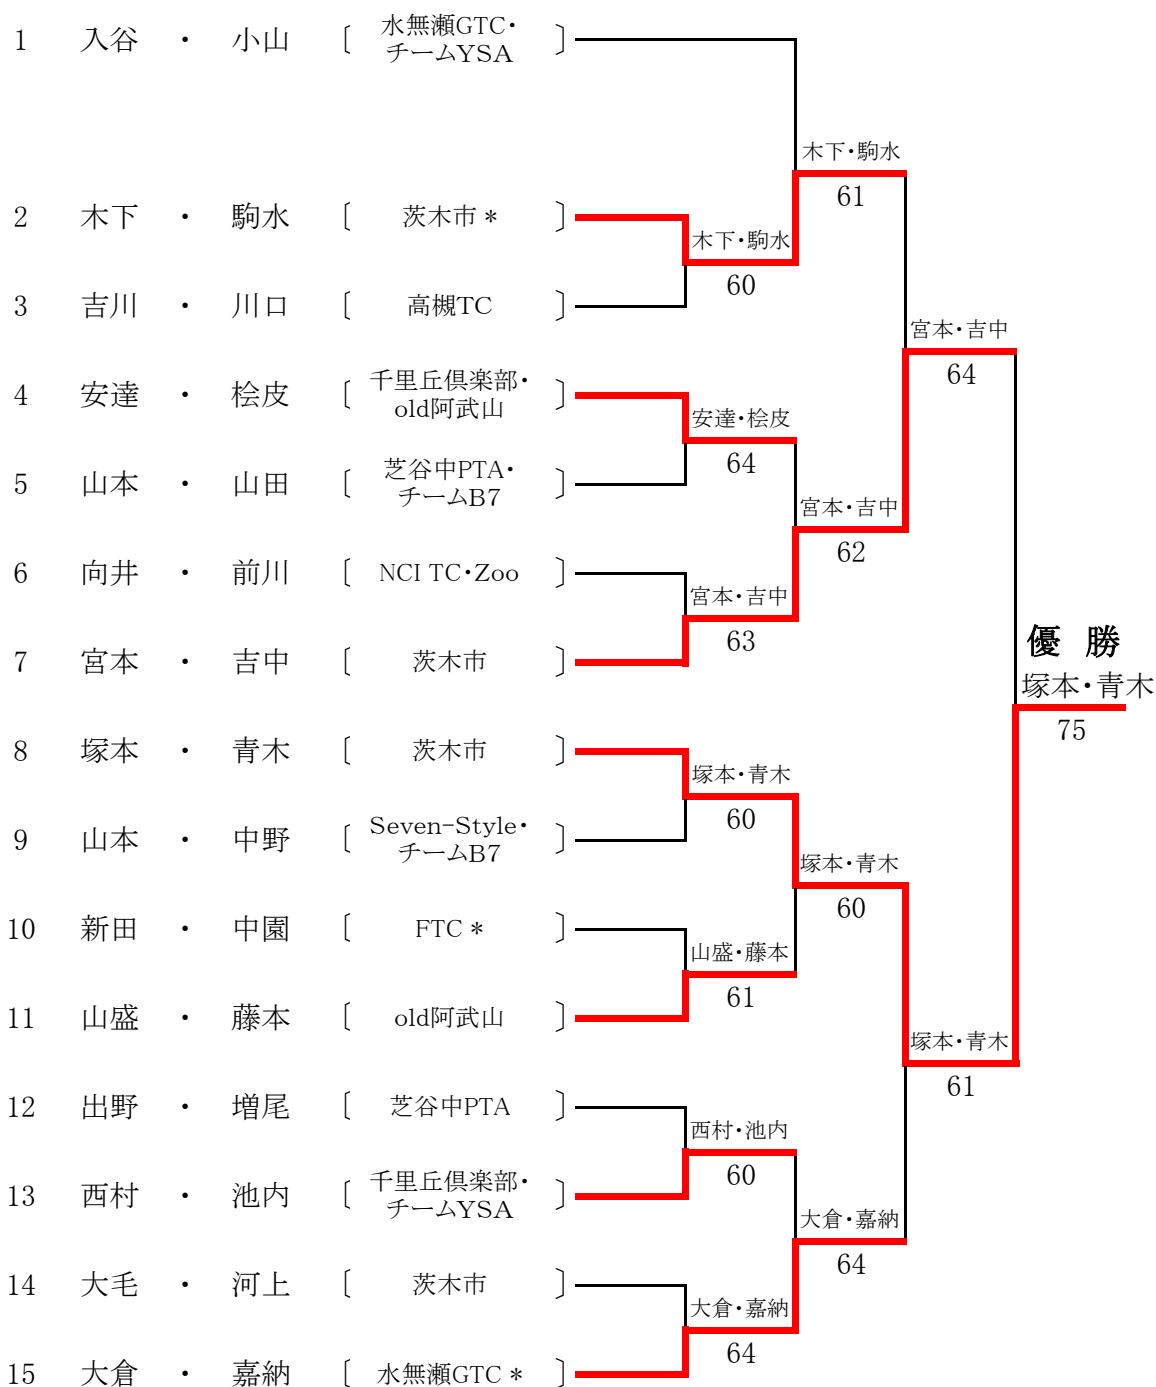 1 入谷 ・ 小山 〔 水無瀬GTC・
チームYSA 〕
木下・駒水
61
2 木下 ・ 駒水 〔 茨木市＊ 〕
木下・駒水
60
3 吉川 ・ 川口 〔 高槻TC 〕
宮本・吉中
64
4 安達 ・ 桧皮 〔 千里丘倶楽部・
old阿武山 〕
安達・桧皮
64
5 山本 ・ 山田 〔 芝谷中PTA・
チームB7 〕
宮本・吉中
62
6 向井 ・ 前川 〔 NCI TC・Zoo 〕
宮本・吉中
63
7 宮本 ・ 吉中 〔 茨木市 〕
優 勝
塚本・青木
75
8 塚本 ・ 青木 〔 茨木市 〕
塚本・青木
60
9 山本 ・ 中野 〔 Seven-Style・
チームB7 〕
塚本・青木
60
10 新田 ・ 中園 〔 FTC＊ 〕
山盛・藤本
61
11 山盛 ・ 藤本 〔 old阿武山 〕
塚本・青木
61
12 出野 ・ 増尾 〔 芝谷中PTA 〕
西村・池内
60
13 西村 ・ 池内 〔 千里丘倶楽部・
チームYSA 〕
大倉・嘉納
64
14 大毛 ・ 河上 〔 茨木市 〕
大倉・嘉納
64
15 大倉 ・ 嘉納 〔 水無瀬GTC＊ 〕